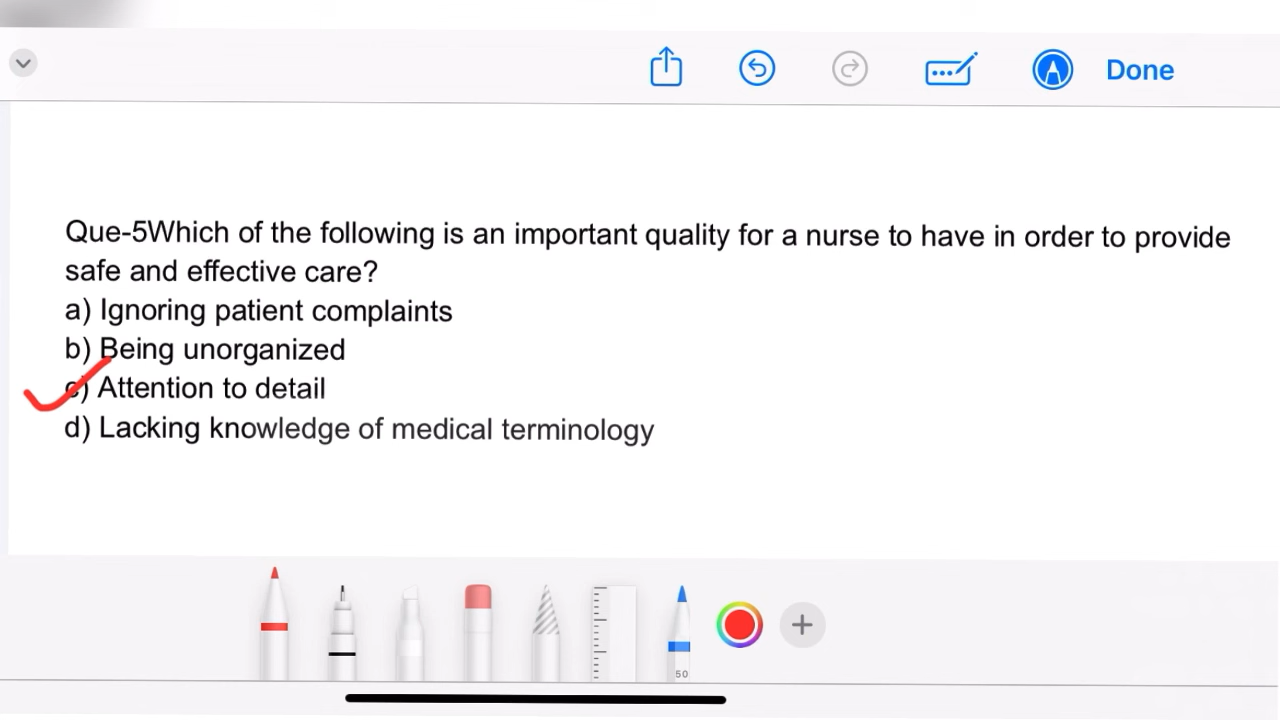 Done
Que-5Which of the following is an important quality for a nurse to have in order to provide
safe and effective care?
a) Ignoring patient complaints
b) Being unorganized
c) Attention to detail
d) Lacking knowledge of medical terminology
50